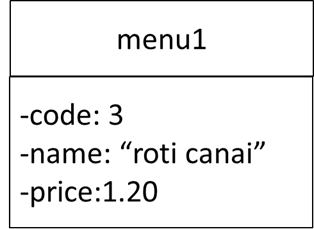 menu1
-code: 3
-name: “roti canai”
-price:1.20